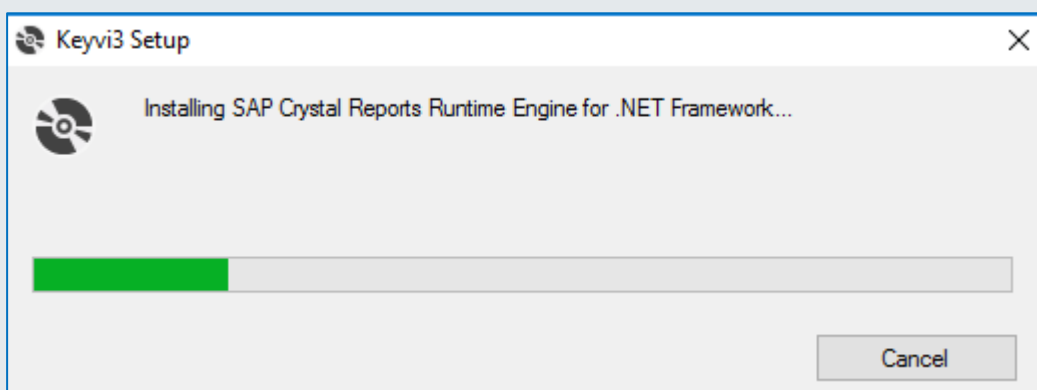 Keyvi3 Setup
Installing SAP Crystal Reports Runtime Engine for .NET Framework...
Cancel